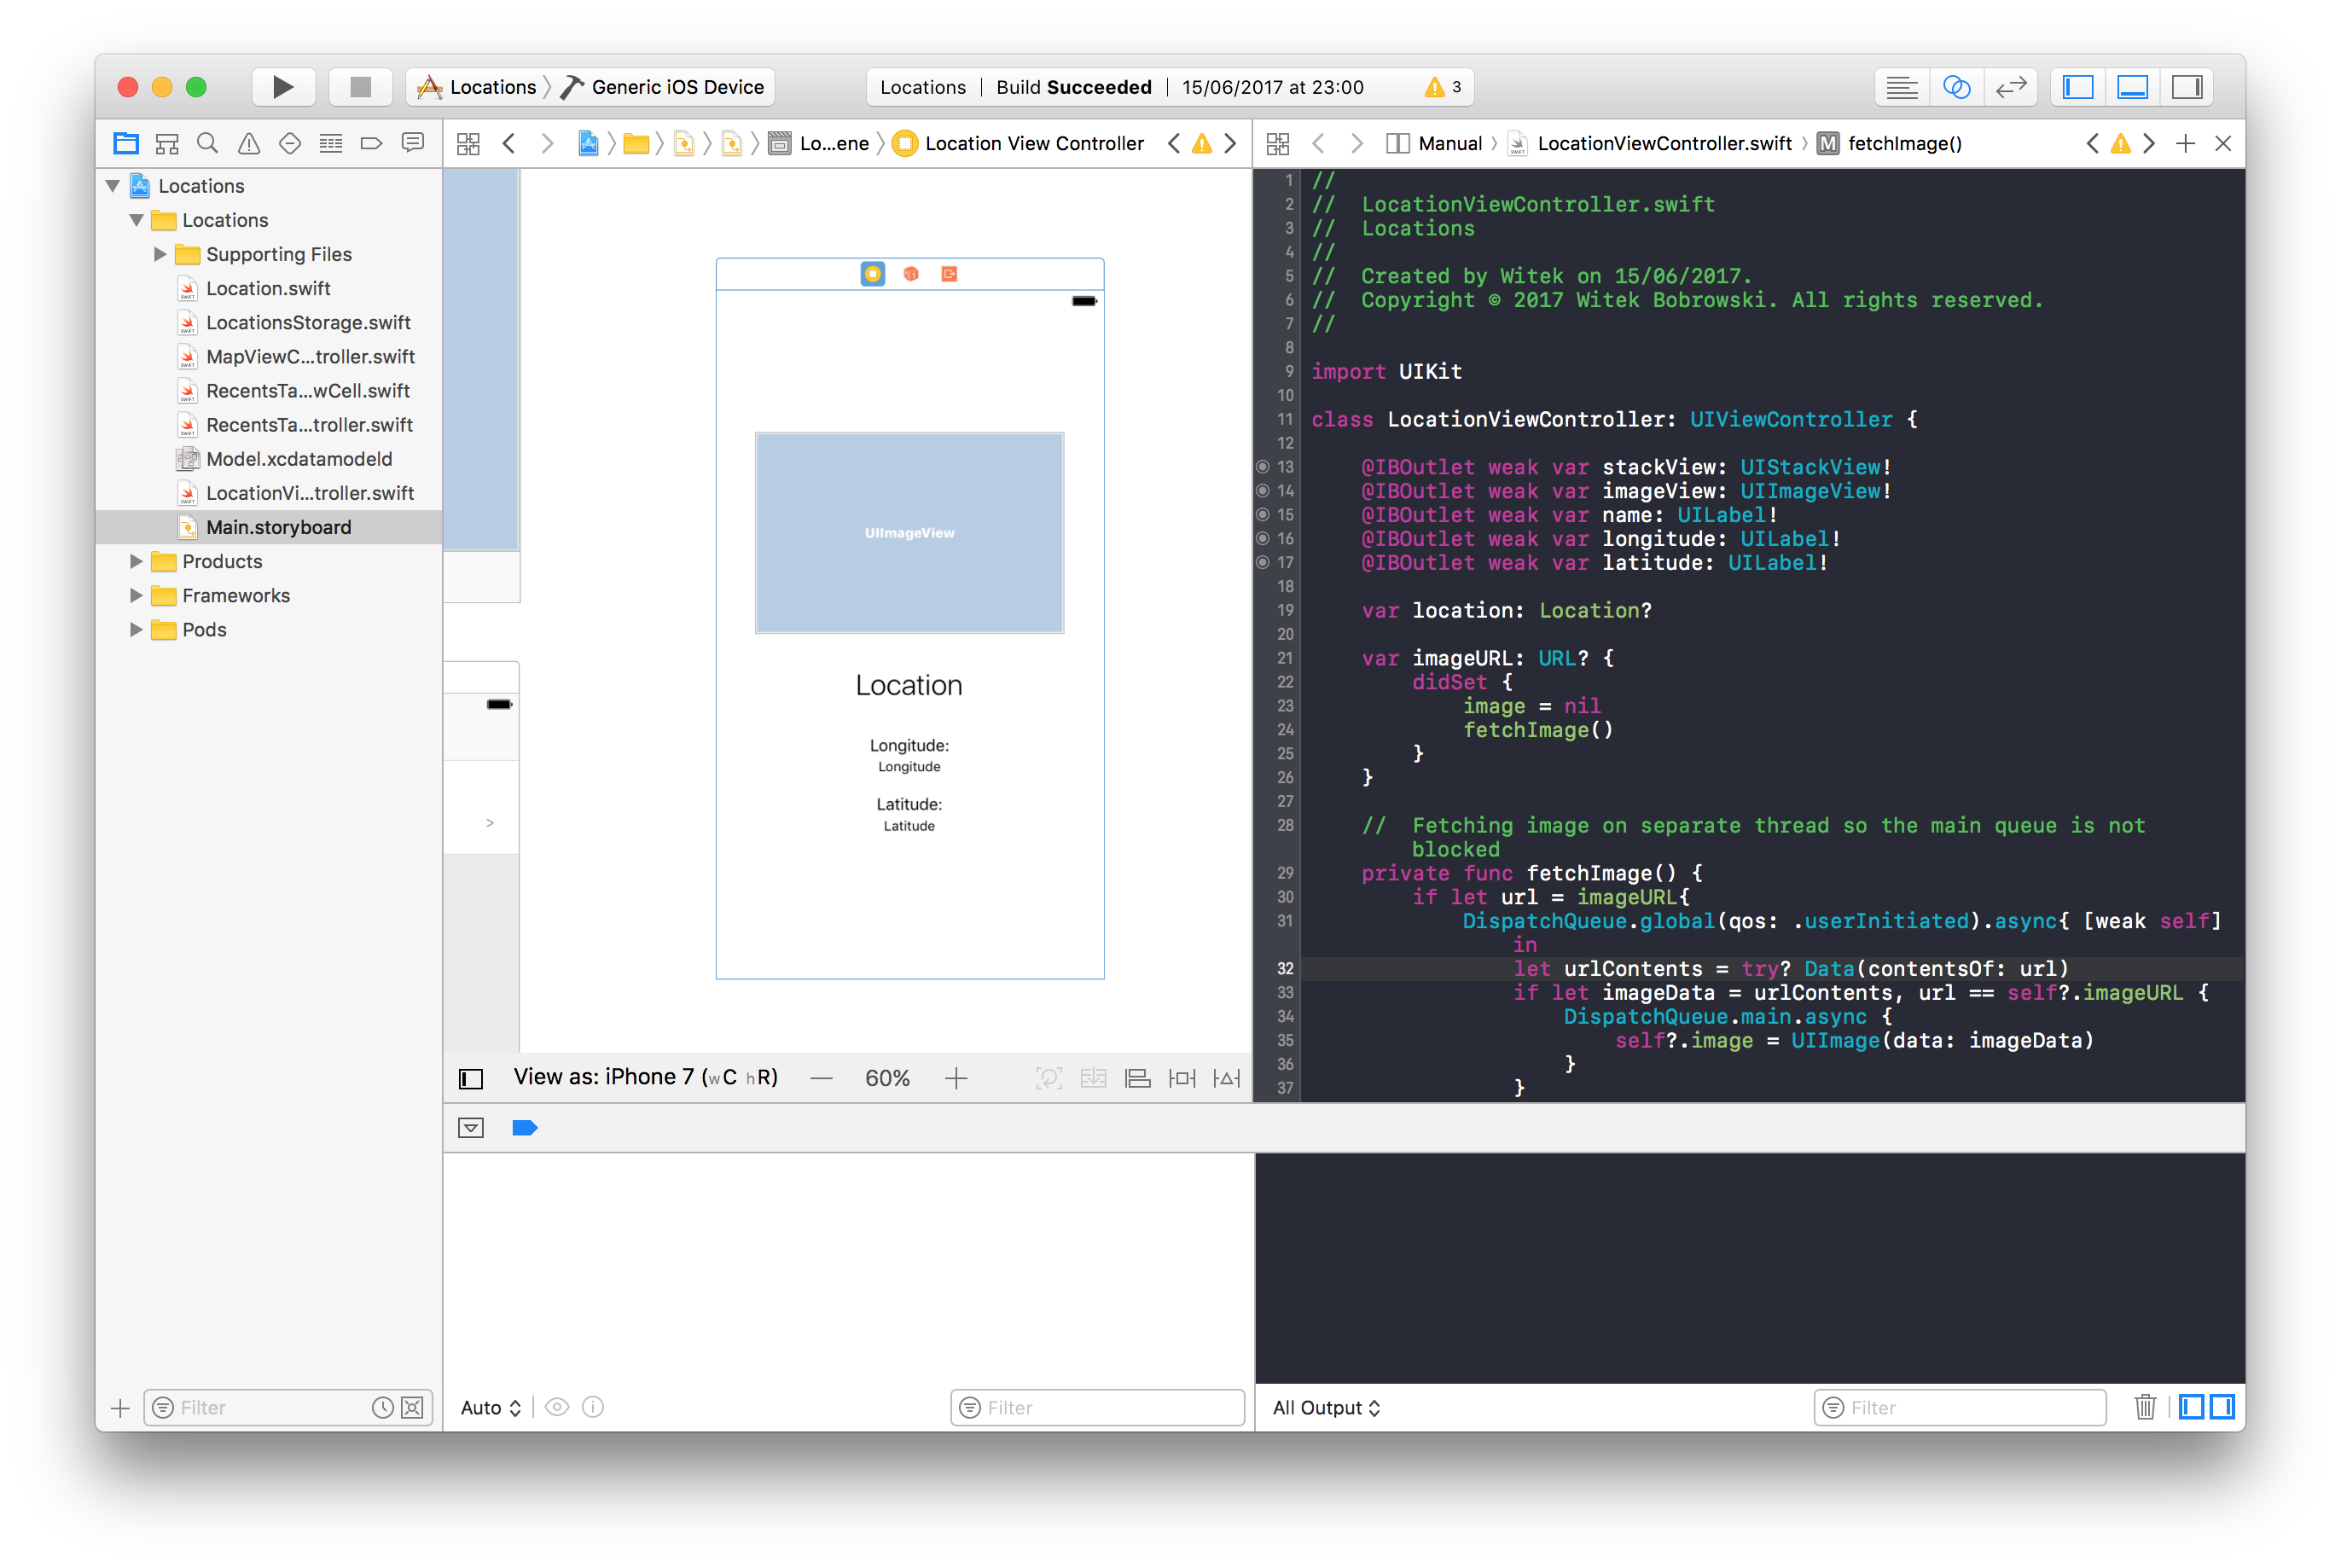 Locations 〉 Generic iOS Device
Locations | Build Succeeded | 15/06/2017 at 23:00
3
Lo...ene 〉 Location View Controller
Manual 〉 LocationViewController.swift 〉 M fetchImage()
Locations
Locations
Supporting Files
Location.swift
LocationsStorage.swift
MapViewC...troller.swift
RecentsTa...wCell.swift
RecentsTa...troller.swift
Model.xcdatamodeld
LocationVi...troller.swift
Main.storyboard
Products
Frameworks
Pods
Filter
UIImageView
Location
Longitude:
Longitude
Latitude:
Latitude
>
View as: iPhone 7 (wC hR) — 60% +
1 //
2 //  LocationViewController.swift
3 //  Locations
4 //
5 //  Created by Witek on 15/06/2017.
6 //  Copyright © 2017 Witek Bobrowski. All rights reserved.
7 //
8
9 import UIKit
10
11 class LocationViewController: UIViewController {
12
13     @IBOutlet weak var stackView: UIStackView!
14     @IBOutlet weak var imageView: UIImageView!
15     @IBOutlet weak var name: UILabel!
16     @IBOutlet weak var longitude: UILabel!
17     @IBOutlet weak var latitude: UILabel!
18
19     var location: Location?
20
21     var imageURL: URL? {
22         didSet {
23             image = nil
24             fetchImage()
25         }
26     }
27
28     //  Fetching image on separate thread so the main queue is not
blocked
29     private func fetchImage() {
30         if let url = imageURL{
31             DispatchQueue.global(qos: .userInitiated).async{ [weak self]
in
32                 let urlContents = try? Data(contentsOf: url)
33                 if let imageData = urlContents, url == self?.imageURL {
34                     DispatchQueue.main.async {
35                         self?.image = UIImage(data: imageData)
36                     }
37                 }
Auto
Filter
All Output
Filter